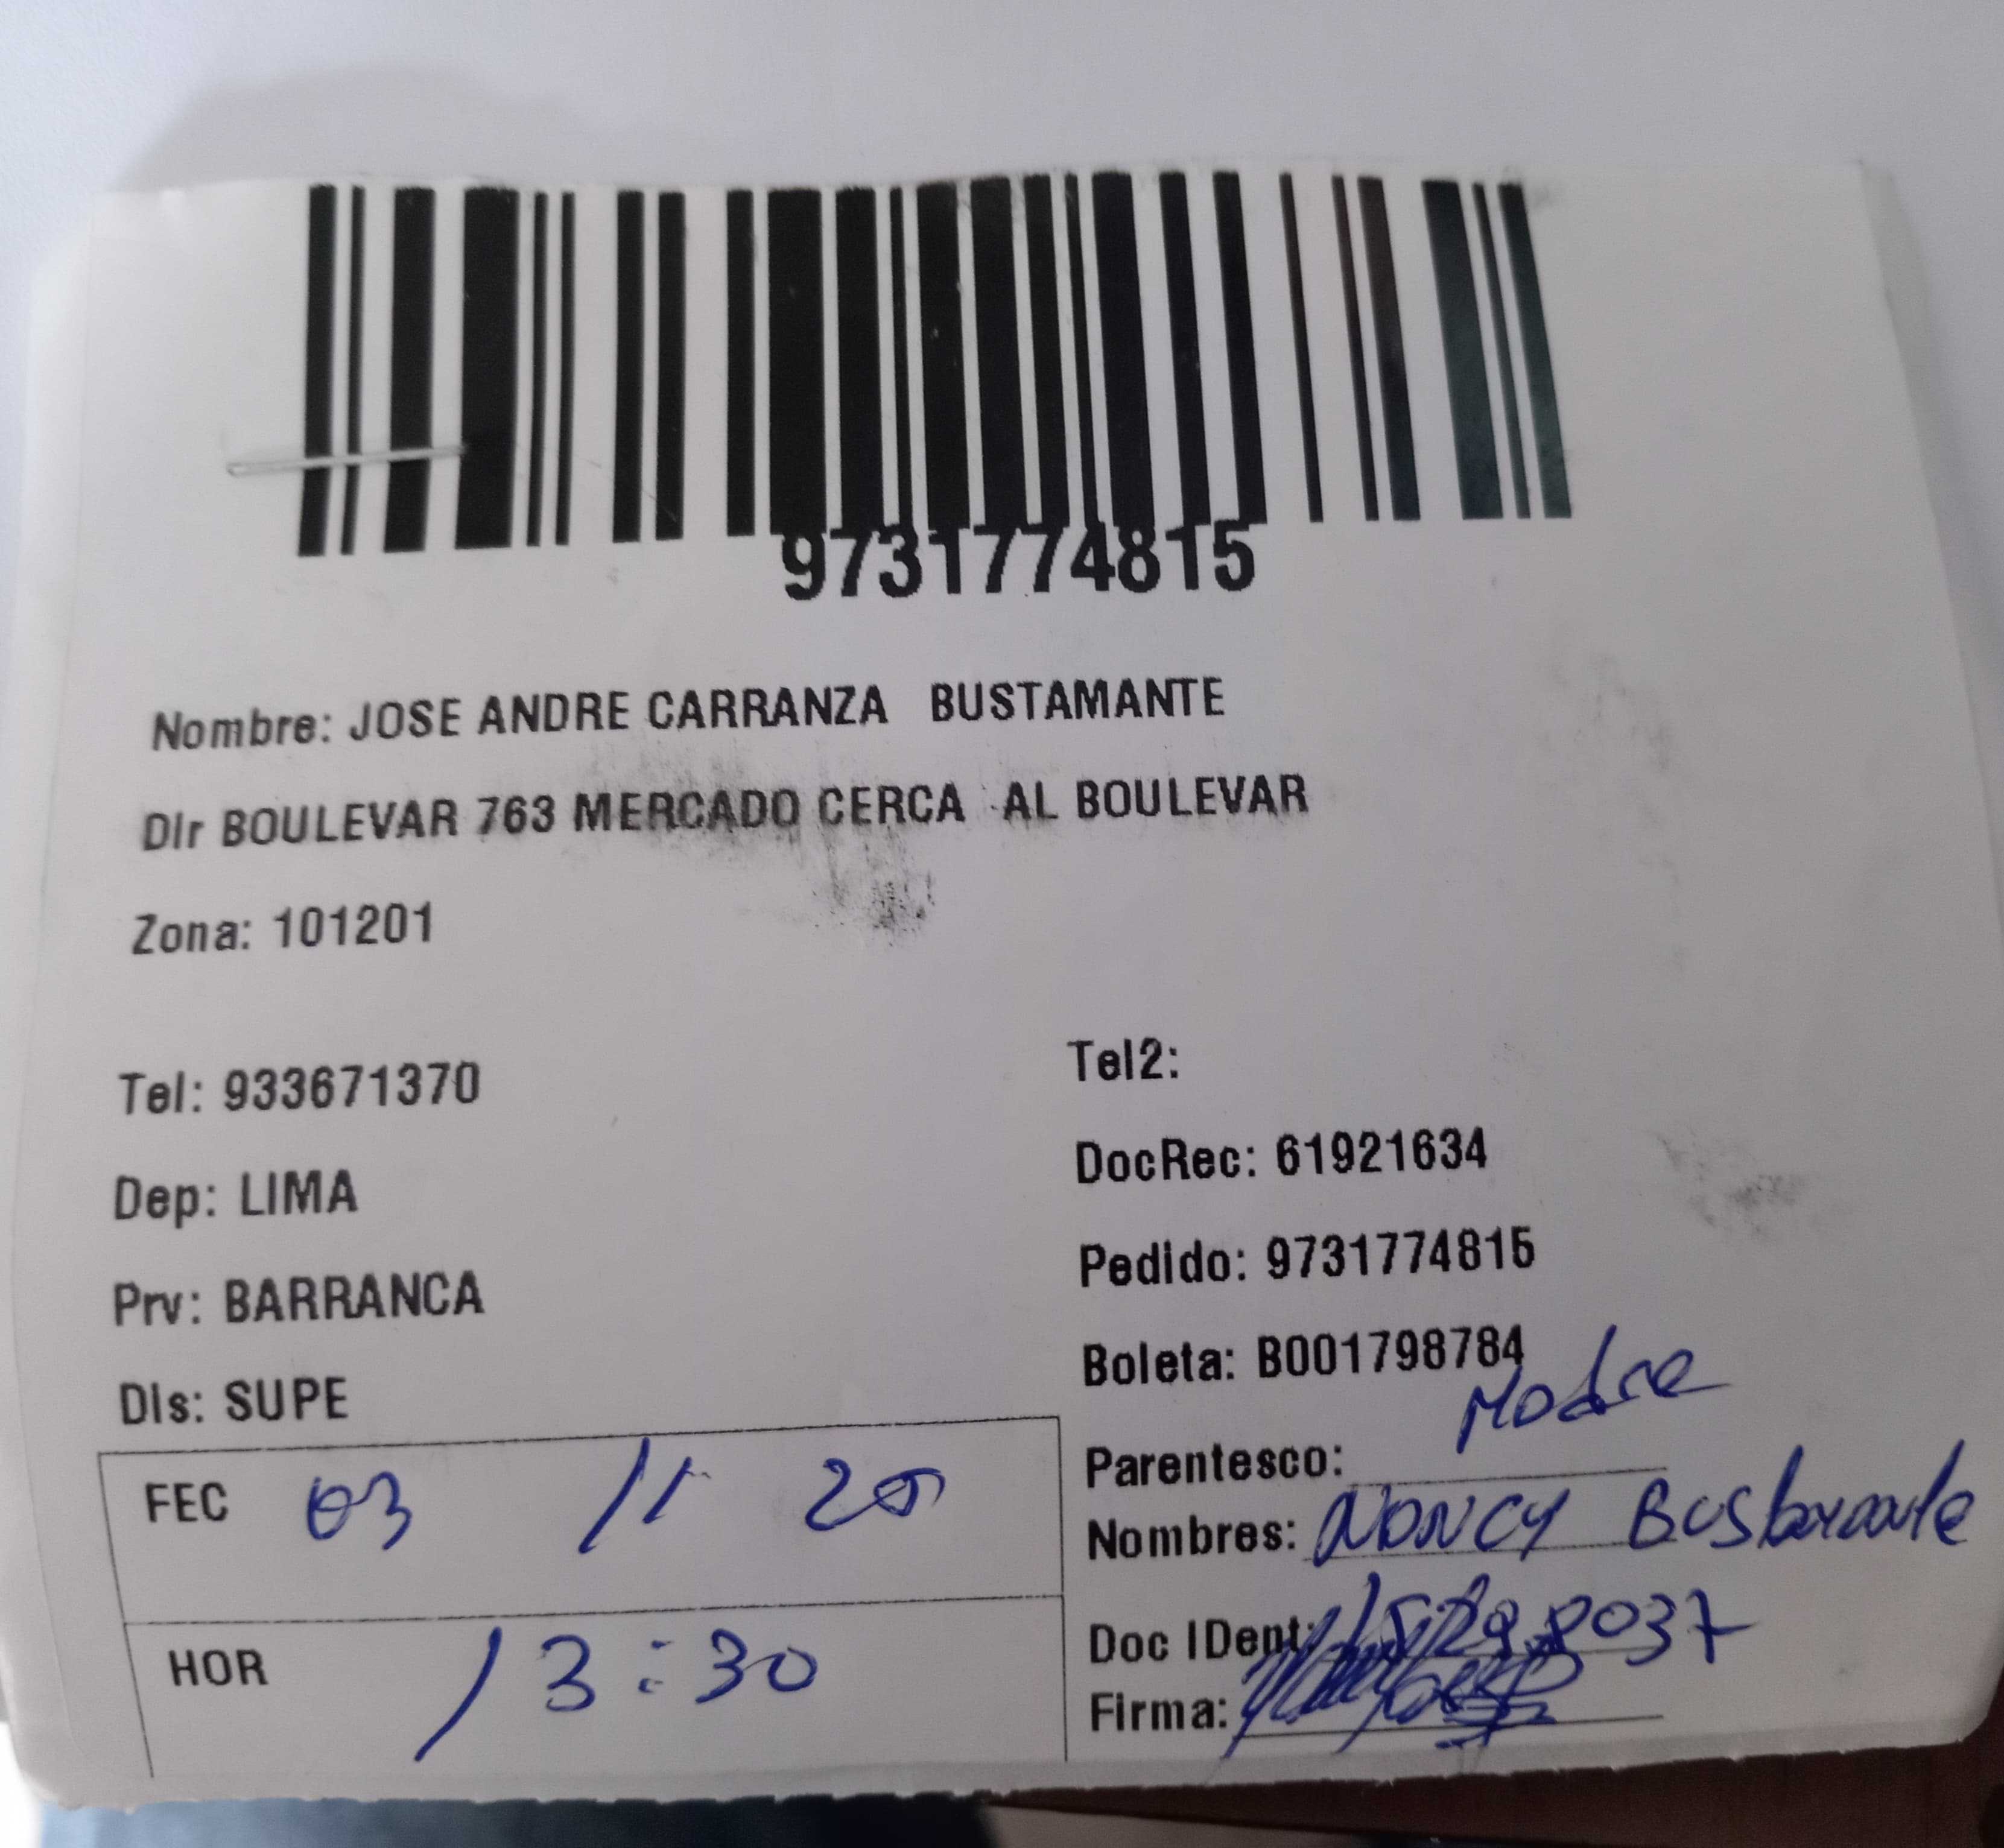 9731774815
Nombre: JOSE ANDRE CARRANZA BUSTAMANTE
Dir BOULEVAR 763 MERCADO CERCA AL BOULEVAR
Zona: 101201
Tel: 933671370
Tel2:
Dep: LIMA
DocRec: 61921634
Prv: BARRANCA
Pedido: 9731774815
Dis: SUPE
Boleta: B001798784
Parentesco: Madre
FEC 03 11 25
Nombres: NANCY Bustamante
Doc IDent:
HOR 13:30
Firma: